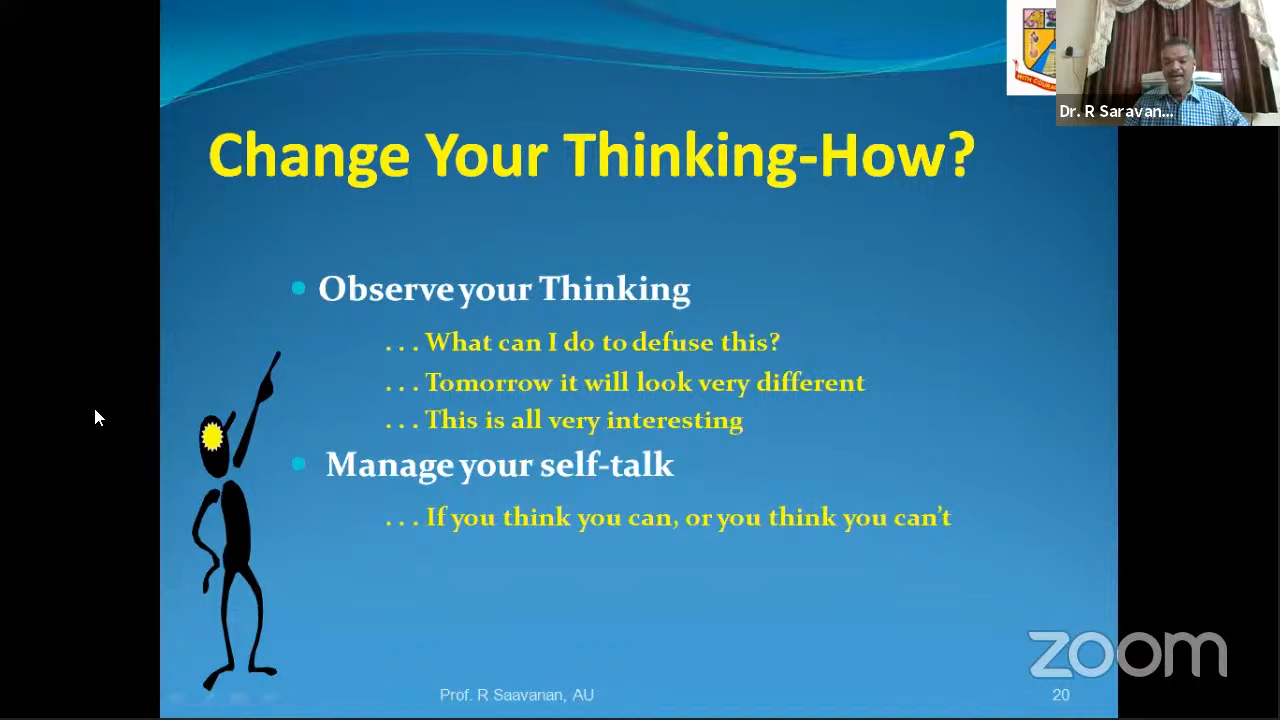 WITH COURA
Dr. R Saravan...
Change Your Thinking-How?
Observe your Thinking
. . . What can I do to defuse this?
. . . Tomorrow it will look very different
. . . This is all very interesting
Manage your self-talk
. . . If you think you can, or you think you can't
zoom
Prof. R Saavanan, AU
20